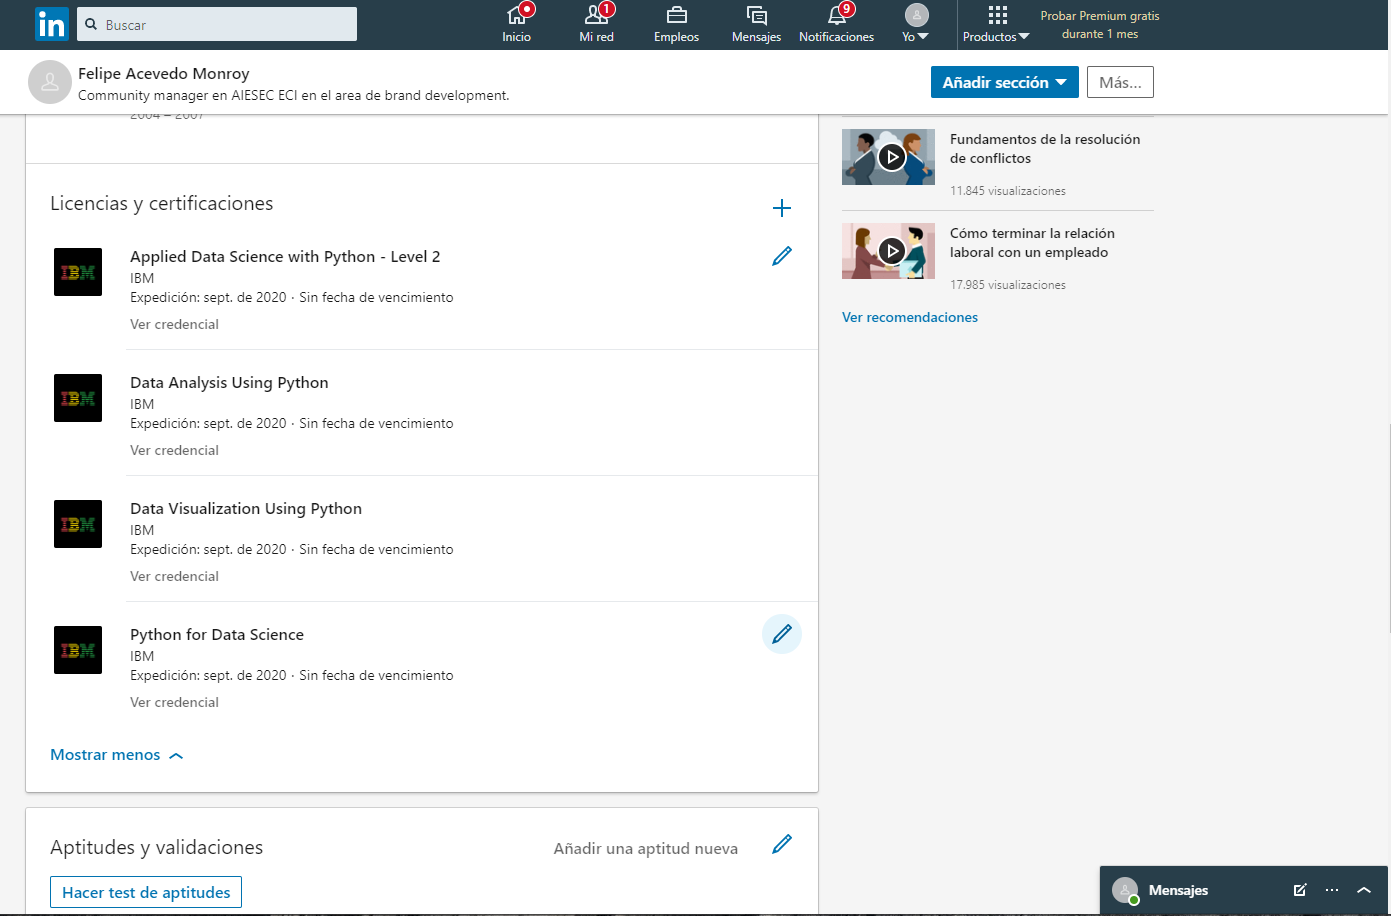 in
Buscar
Inicio
1
Mi red
Empleos
Mensajes
9
Notificaciones
Yo
Productos
Probar Premium gratis
durante 1 mes
Felipe Acevedo Monroy
Community manager en AIESEC ECI en el area de brand development.
Añadir sección
Más...
2004 – 2007
Licencias y certificaciones
IBM
Applied Data Science with Python - Level 2
IBM
Expedición: sept. de 2020 · Sin fecha de vencimiento
Ver credencial
IBM
Data Analysis Using Python
IBM
Expedición: sept. de 2020 · Sin fecha de vencimiento
Ver credencial
IBM
Data Visualization Using Python
IBM
Expedición: sept. de 2020 · Sin fecha de vencimiento
Ver credencial
IBM
Python for Data Science
IBM
Expedición: sept. de 2020 · Sin fecha de vencimiento
Ver credencial
Mostrar menos
Aptitudes y validaciones
Añadir una aptitud nueva
Hacer test de aptitudes
Fundamentos de la resolución
de conflictos
11.845 visualizaciones
Cómo terminar la relación
laboral con un empleado
17.985 visualizaciones
Ver recomendaciones
Mensajes